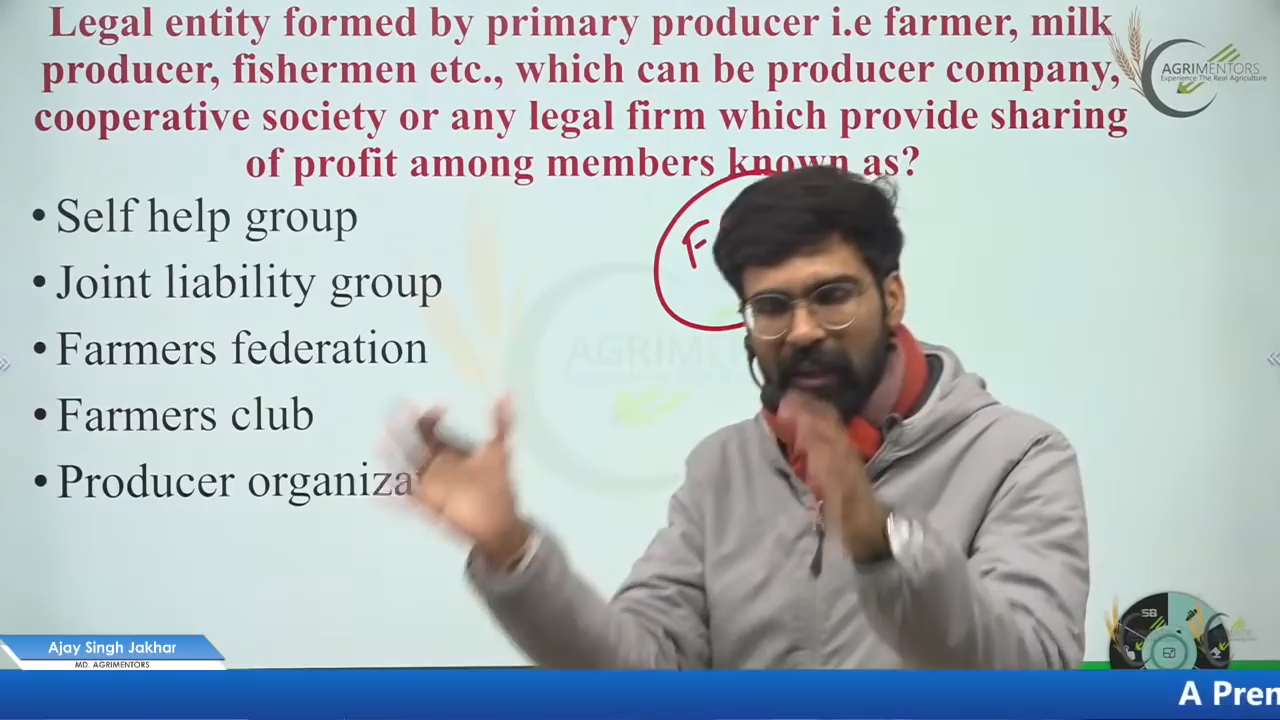 Legal entity formed by primary producer i.e farmer, milk
producer, fishermen etc., which can be producer company,
cooperative society or any legal firm which provide sharing
of profit among members known as?
AGRIMENTORS
Experience The Real Agriculture
• Self help group
• Joint liability group
• Farmers federation
• Farmers club
• Producer
F
Ajay Singh Jakhar
MD. AGRIMENTORS
SB
A